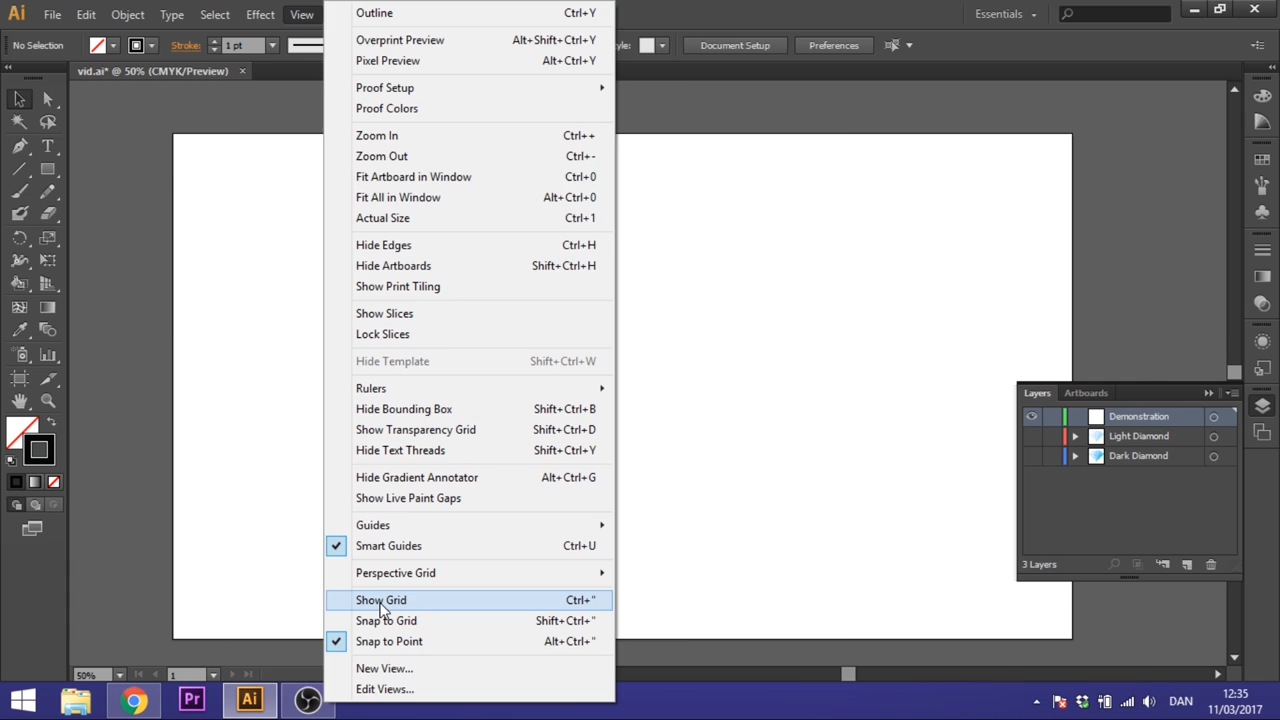 Ai File Edit Object Type Select Effect View Essentials
No Selection Stroke: 1 pt Style: Document Setup Preferences
vid.ai* @ 50% (CMYK/Preview) ×
Outline Ctrl+Y
Overprint Preview Alt+Shift+Ctrl+Y
Pixel Preview Alt+Ctrl+Y
Proof Setup
Proof Colors
Zoom In Ctrl++
Zoom Out Ctrl+-
Fit Artboard in Window Ctrl+0
Fit All in Window Alt+Ctrl+0
Actual Size Ctrl+1
Hide Edges Ctrl+H
Hide Artboards Shift+Ctrl+H
Show Print Tiling
Show Slices
Lock Slices
Hide Template Shift+Ctrl+W
Rulers
Hide Bounding Box Shift+Ctrl+B
Show Transparency Grid Shift+Ctrl+D
Hide Text Threads Shift+Ctrl+Y
Hide Gradient Annotator Alt+Ctrl+G
Show Live Paint Gaps
Guides
Smart Guides Ctrl+U
Perspective Grid
Show Grid Ctrl+"
Snap to Grid Shift+Ctrl+"
Snap to Point Alt+Ctrl+"
New View...
Edit Views...
Layers Artboards
Demonstration
Light Diamond
Dark Diamond
3 Layers
50% 1
Pr Ai DAN 12:35
11/03/2017